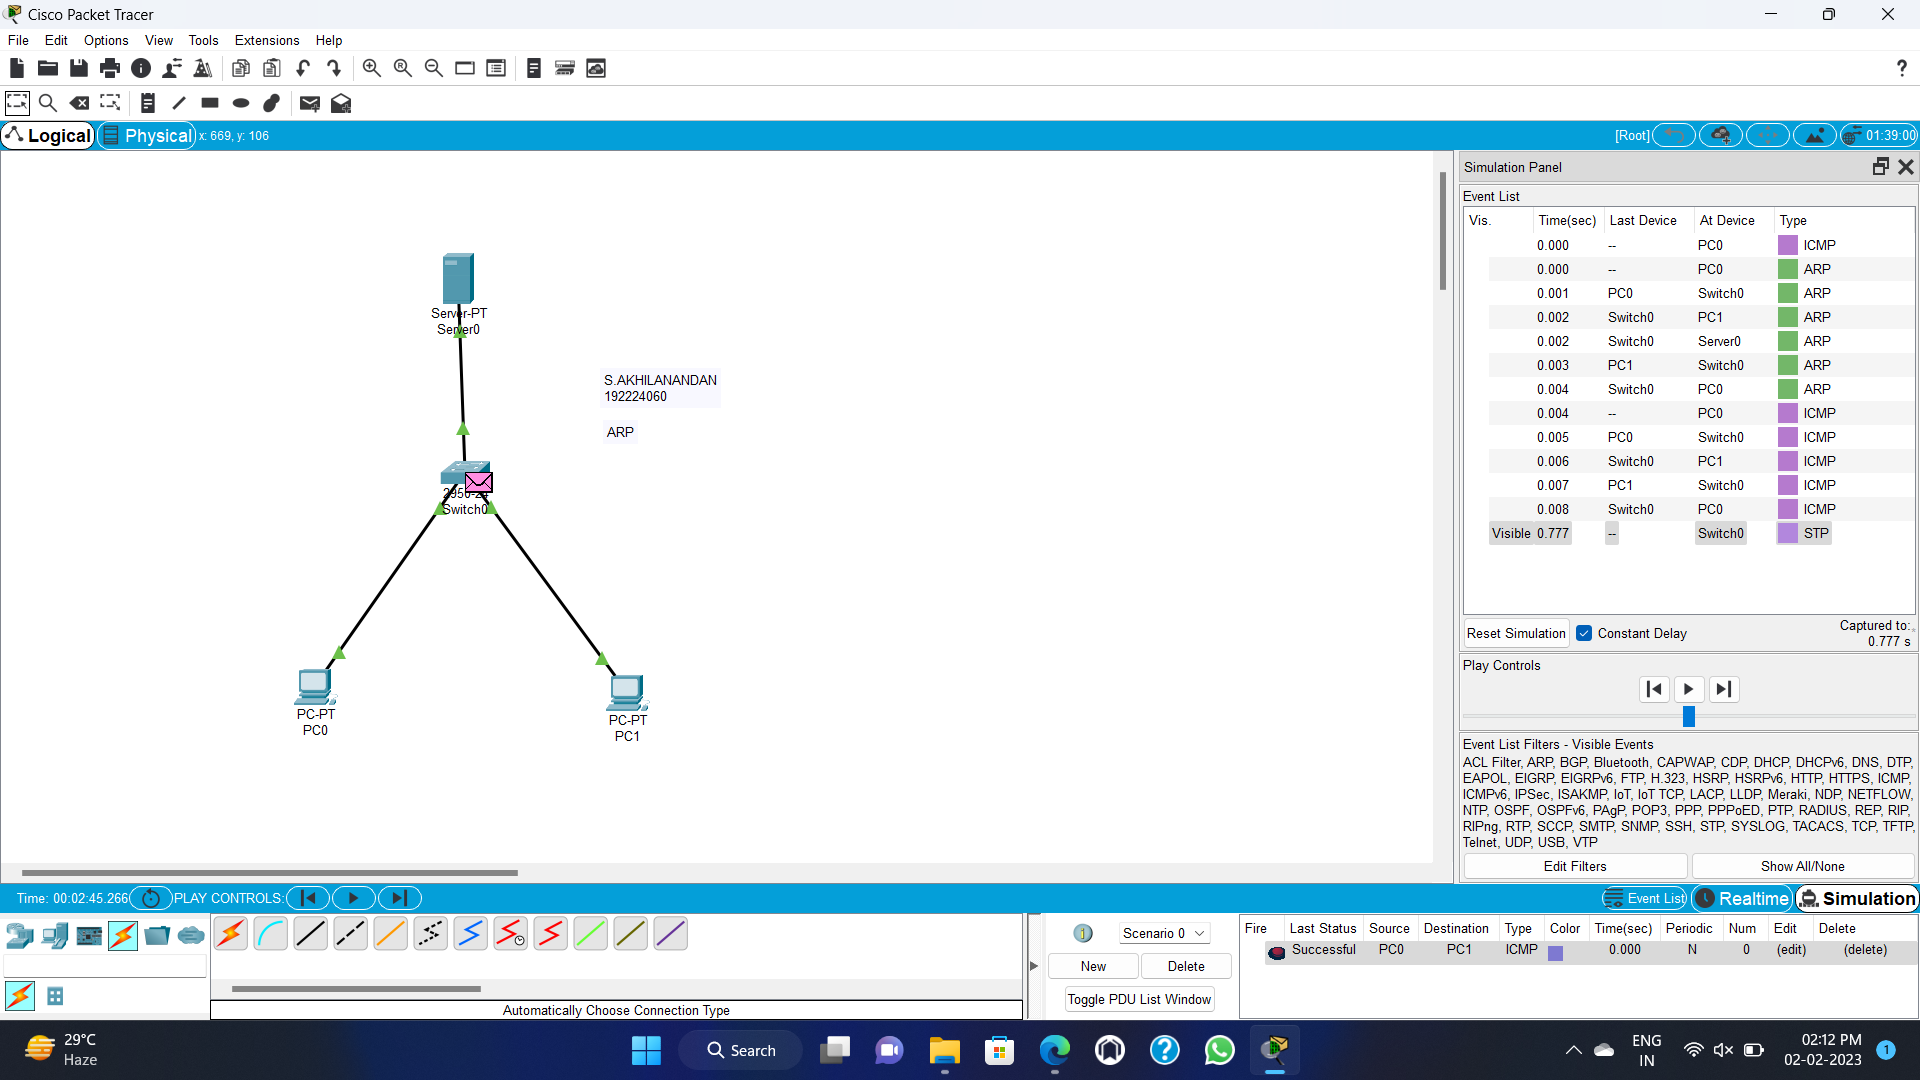 Cisco Packet Tracer
File Edit Options View Tools Extensions Help
?
Logical Physical x: 669, y: 106 [Root] 01:39:00
Server-PT
Server0
S.AKHILANANDAN
192224060
ARP
2950-24
Switch0
PC-PT
PC0
PC-PT
PC1
Simulation Panel
Event List
Vis. Time(sec) Last Device At Device Type
0.000 -- PC0 ICMP
0.000 -- PC0 ARP
0.001 PC0 Switch0 ARP
0.002 Switch0 PC1 ARP
0.002 Switch0 Server0 ARP
0.003 PC1 Switch0 ARP
0.004 Switch0 PC0 ARP
0.004 -- PC0 ICMP
0.005 PC0 Switch0 ICMP
0.006 Switch0 PC1 ICMP
0.007 PC1 Switch0 ICMP
0.008 Switch0 PC0 ICMP
Visible 0.777 -- Switch0 STP
Reset Simulation Constant Delay Captured to:
0.777 s
Play Controls
Event List Filters - Visible Events
ACL Filter, ARP, BGP, Bluetooth, CAPWAP, CDP, DHCP, DHCPv6, DNS, DTP,
EAPOL, EIGRP, EIGRPv6, FTP, H.323, HSRP, HSRPv6, HTTP, HTTPS, ICMP,
ICMPv6, IPSec, ISAKMP, IoT, IoT TCP, LACP, LLDP, Meraki, NDP, NETFLOW,
NTP, OSPF, OSPFv6, PAgP, POP3, PPP, PPPoED, PTP, RADIUS, REP, RIP,
RIPng, RTP, SCCP, SMTP, SNMP, SSH, STP, SYSLOG, TACACS, TCP, TFTP,
Telnet, UDP, USB, VTP
Edit Filters Show All/None
Time: 00:02:45.266 PLAY CONTROLS: Event List Realtime Simulation
Automatically Choose Connection Type
1 Scenario 0
New Delete
Toggle PDU List Window
Fire Last Status Source Destination Type Color Time(sec) Periodic Num Edit Delete
Successful PC0 PC1 ICMP 0.000 N 0 (edit) (delete)
29°C
Haze
Search
ENG
IN
02:12 PM
02-02-2023
1